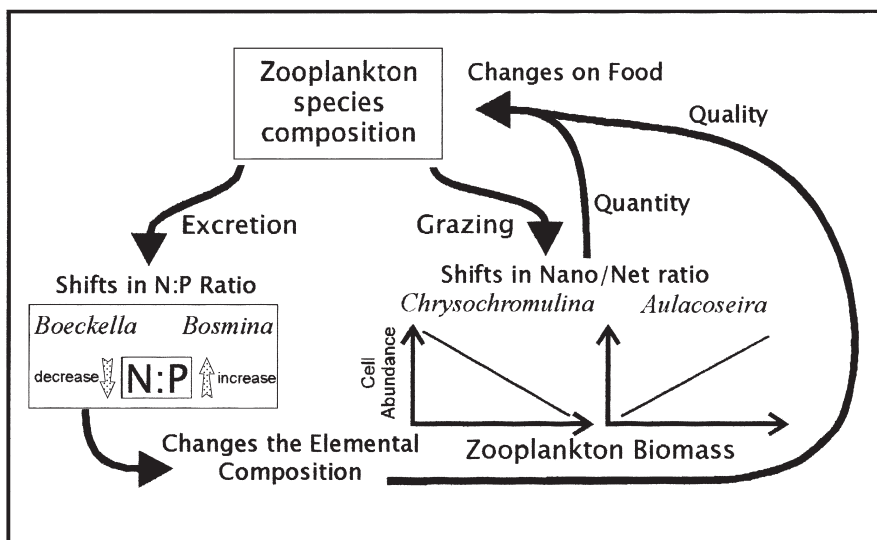 Zooplankton
species
composition
Changes on Food
Quality
Quantity
Excretion
Grazing
Shifts in N:P Ratio
Boeckella Bosmina
decrease N:P increase
Shifts in Nano/Net ratio
Chrysochromulina Aulacoseira
Cell
Abundance
Zooplankton Biomass
Changes the Elemental
Composition